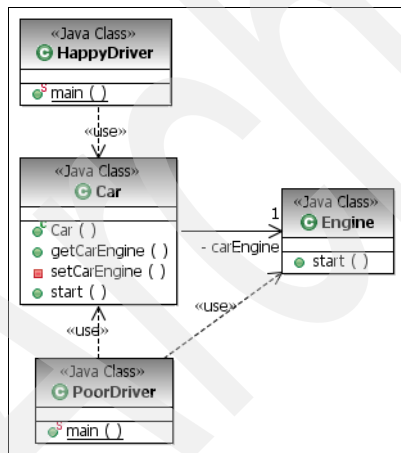 «Java Class»
HappyDriver
main ( )
«use»
«Java Class»
Car
Car ( )
getCarEngine ( )
setCarEngine ( )
start ( )
1
- carEngine
«Java Class»
Engine
start ( )
«use»
«use»
«Java Class»
PoorDriver
main ( )